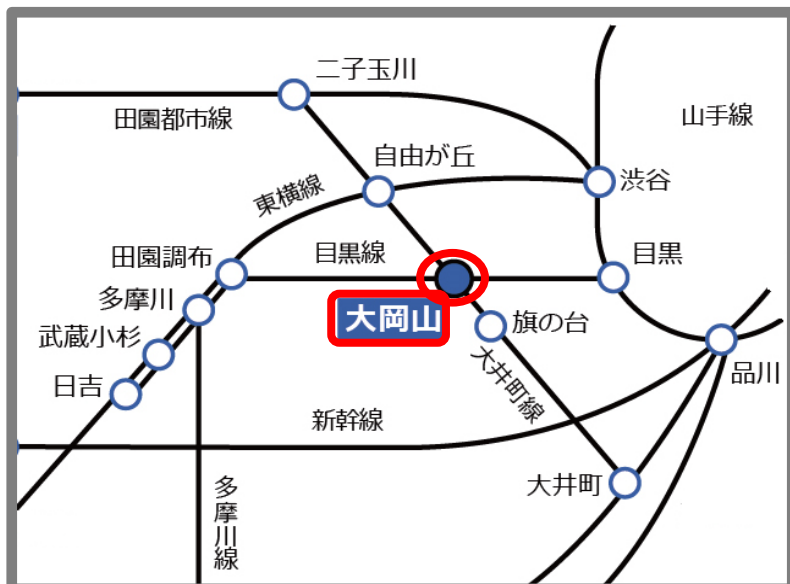 二子玉川
田園都市線
山手線
自由が丘
渋谷
東横線
田園調布
目黒線
目黒
多摩川
大岡山
旗の台
武蔵小杉
大井町線
品川
日吉
新幹線
大井町
多摩川線